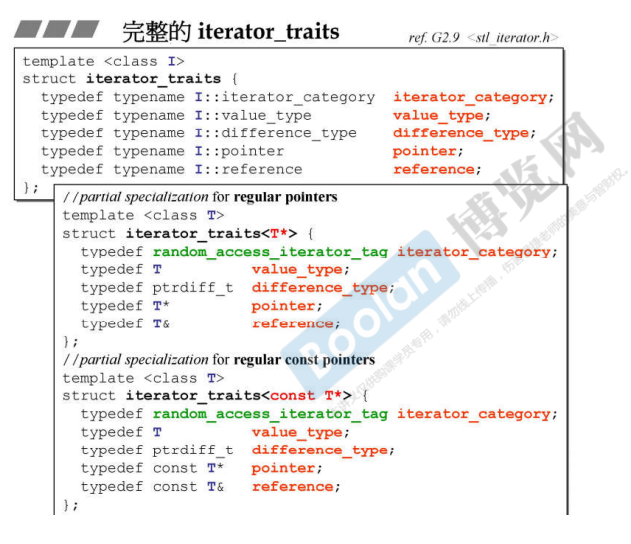 完整的 iterator_traits
ref. G2.9 <stl_iterator.h>
template <class I>
struct iterator_traits {
typedef typename I::iterator_category iterator_category;
typedef typename I::value_type value_type;
typedef typename I::difference_type difference_type;
typedef typename I::pointer pointer;
typedef typename I::reference reference;
};
//partial specialization for regular pointers
template <class T>
struct iterator_traits<T*> {
typedef random_access_iterator_tag iterator_category;
typedef T value_type;
typedef ptrdiff_t difference_type;
typedef T* pointer;
typedef T& reference;
};
//partial specialization for regular const pointers
template <class T>
struct iterator_traits<const T*> {
typedef random_access_iterator_tag iterator_category;
typedef T value_type;
typedef ptrdiff_t difference_type;
typedef const T* pointer;
typedef const T& reference;
};
Boolan 博览网